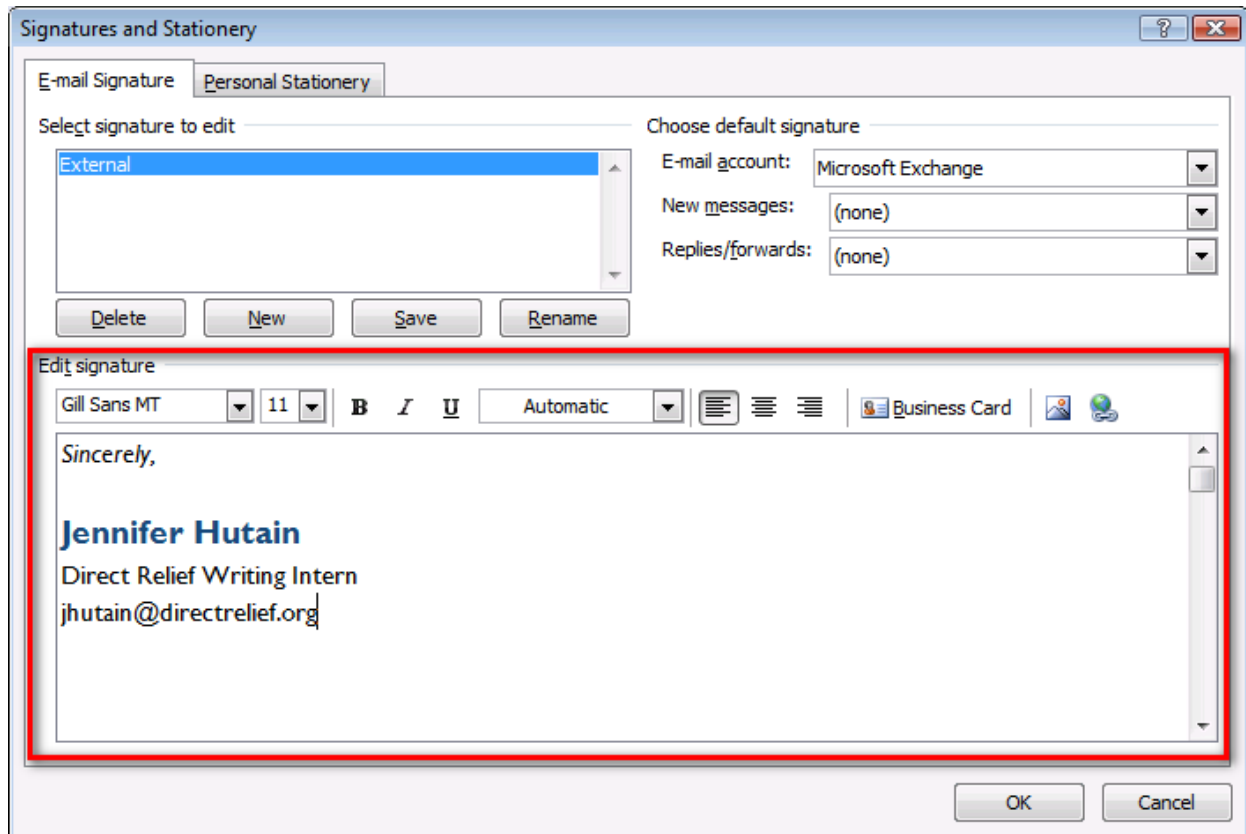 Signatures and Stationery
E-mail Signature Personal Stationery
Select signature to edit Choose default signature
External
E-mail account: Microsoft Exchange
New messages: (none)
Replies/forwards: (none)
Delete New Save Rename
Edit signature
Gill Sans MT 11 B I U Automatic Business Card
Sincerely,
Jennifer Hutain
Direct Relief Writing Intern
jhutain@directrelief.org
OK Cancel